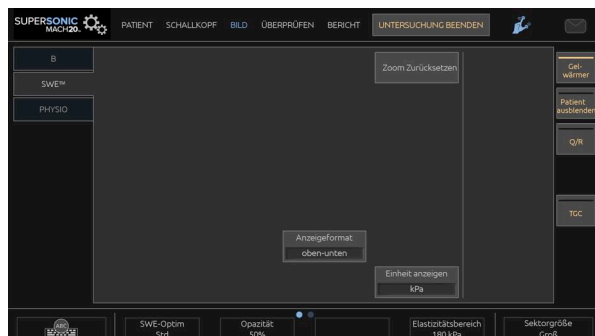 SUPERSONIC
MACH20.
PATIENT SCHALLKOPF BILD ÜBERPRÜFEN BERICHT UNTERSUCHUNG BEENDEN
B
SWE™
PHYSIO
Zoom Zurücksetzen
Gel-
wärmer
Patient
ausblenden
Q/R
TGC
Anzeigeformat
oben-unten
Einheit anzeigen
kPa
ABC
SWE-Optim
Std.
Opazität
50%
Elastizitätsbereich
180 kPa
Sektorgröße
Groß